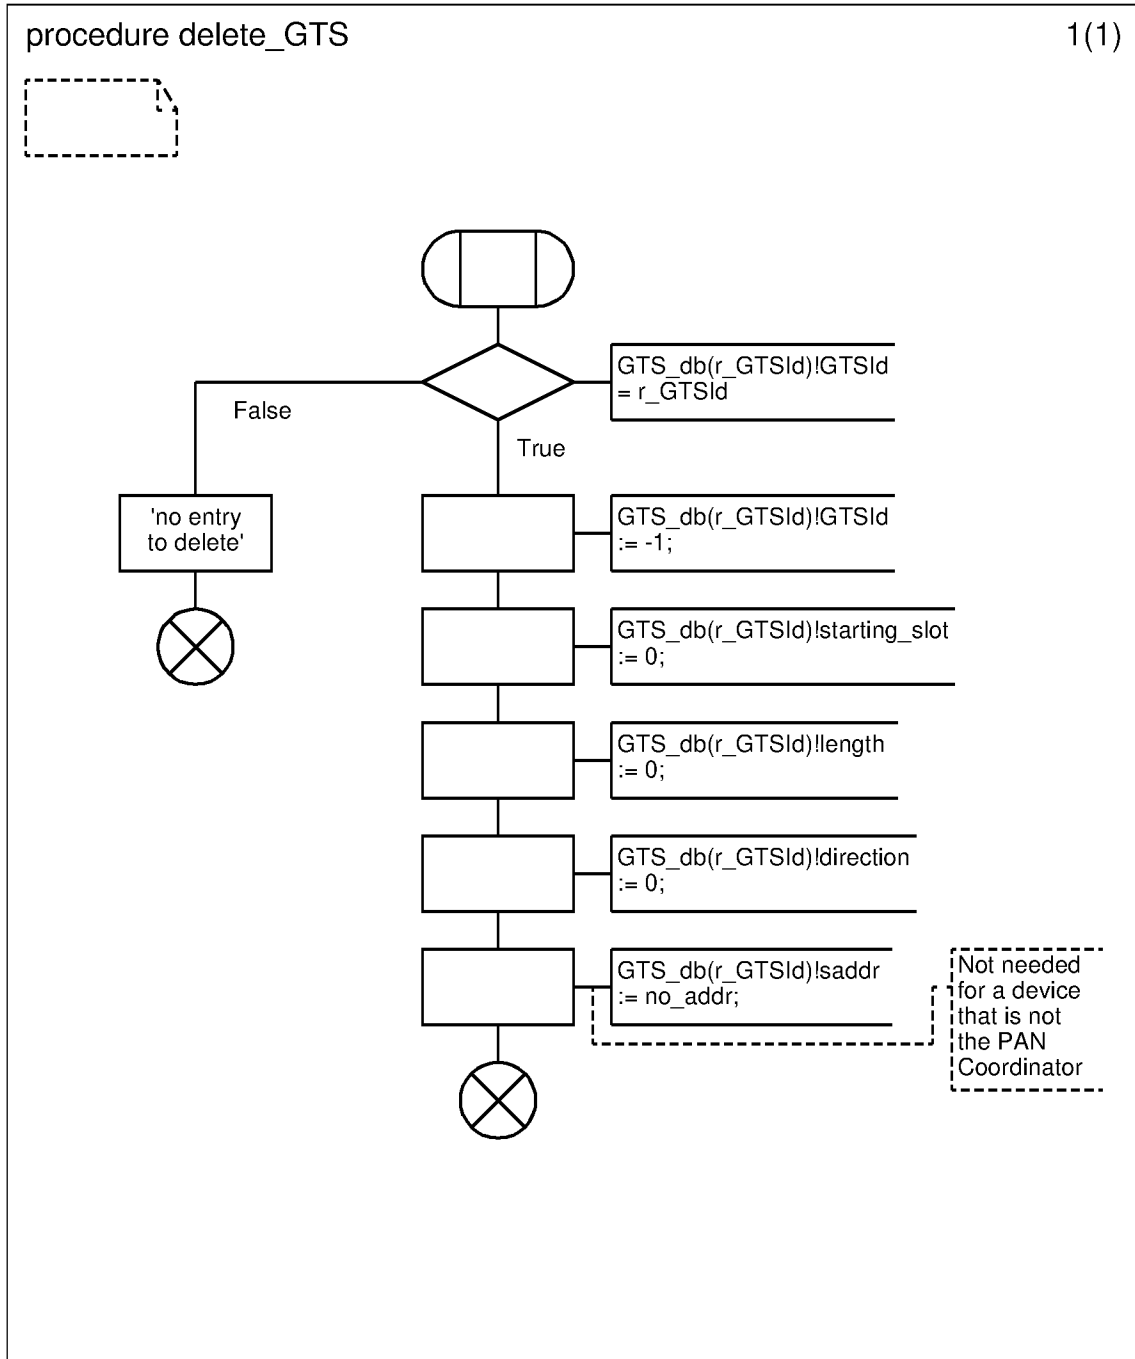 procedure delete_GTS
1(1)
GTS_db(r_GTSId)!GTSId
= r_GTSId
False
True
'no entry
to delete'
GTS_db(r_GTSId)!GTSId
:= -1;
GTS_db(r_GTSId)!starting_slot
:= 0;
GTS_db(r_GTSId)!length
:= 0;
GTS_db(r_GTSId)!direction
:= 0;
GTS_db(r_GTSId)!saddr
:= no_addr;
Not needed
for a device
that is not
the PAN
Coordinator